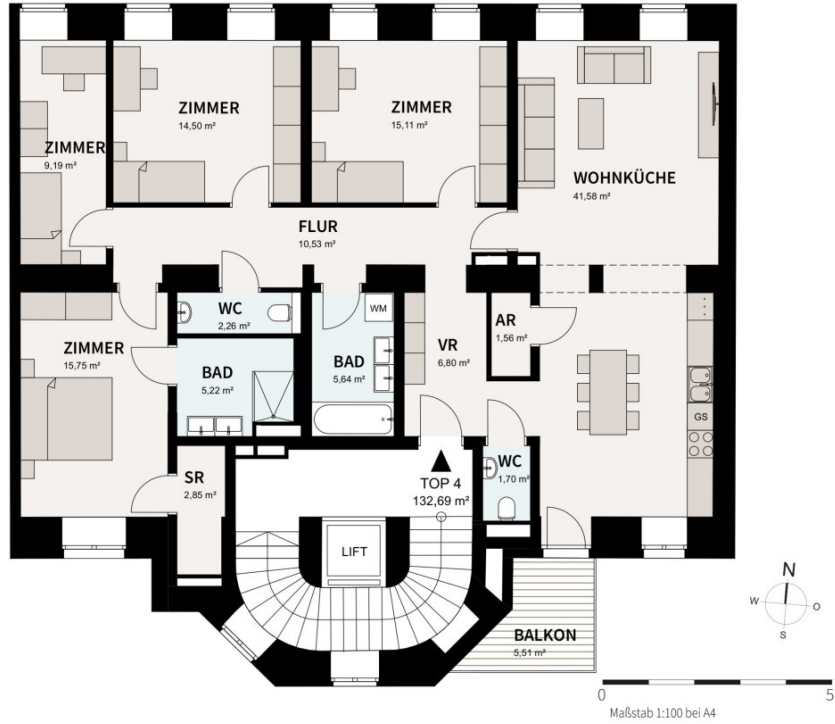 ZIMMER
14,50 m²
ZIMMER
15,11 m²
ZIMMER
9,19 m²
WOHNKÜCHE
41,58 m²
FLUR
10,53 m²
WC
2,26 m²
WM
AR
1,56 m²
ZIMMER
15,75 m²
BAD
5,22 m²
BAD
5,64 m²
VR
6,80 m²
GS
SR
2,85 m²
TOP 4
132,69 m²
WC
1,70 m²
LIFT
BALKON
5,51 m²
N
W
O
S
0
5
Maßstab 1:100 bei A4